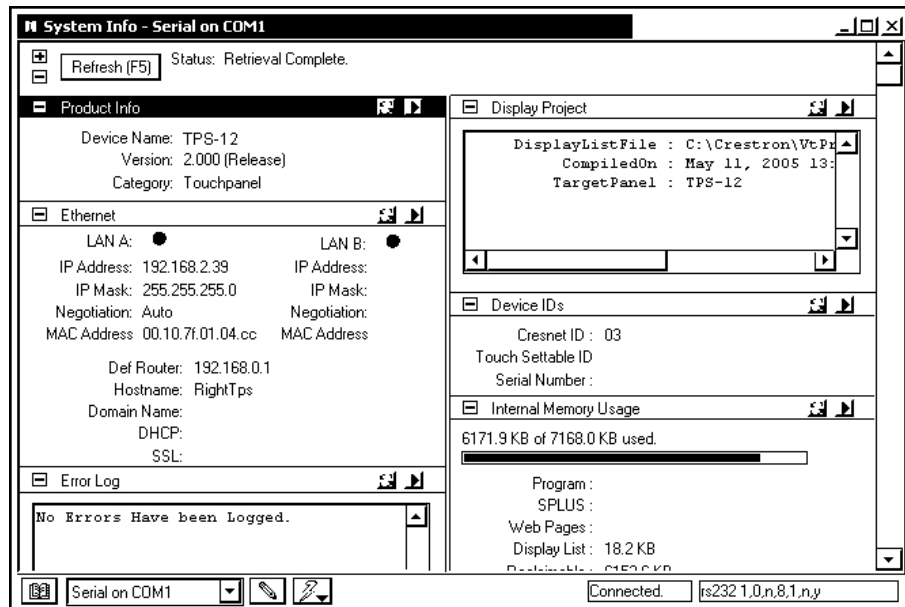 System Info - Serial on COM1
Refresh (F5)
Status: Retrieval Complete.
Product Info
Device Name: TPS-12
Version: 2.000 (Release)
Category: Touchpanel
Ethernet
LAN A:
LAN B:
IP Address: 192.168.2.39
IP Address:
IP Mask: 255.255.255.0
IP Mask:
Negotiation: Auto
Negotiation:
MAC Address 00.10.7f.01.04.cc
MAC Address
Def Router: 192.168.0.1
Hostname: RightTps
Domain Name:
DHCP:
SSL:
Error Log
No Errors Have been Logged.
Display Project
DisplayListFile : C:\Crestron\VtPr
CompiledOn : May 11, 2005 13:
TargetPanel : TPS-12
Device IDs
Cresnet ID : 03
Touch Settable ID
Serial Number :
Internal Memory Usage
6171.9 KB of 7168.0 KB used.
Program :
SPLUS :
Web Pages :
Display List : 18.2 KB
Serial on COM1
Connected.
rs232 1,0,n,8,1,n,y